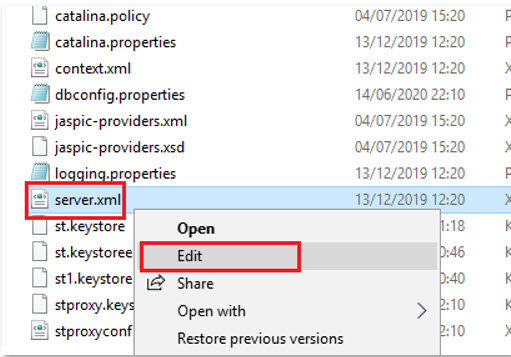 catalina.policy 04/07/2019 15:20 P
catalina.properties 13/12/2019 12:20 P
context.xml 13/12/2019 12:20 X
dbconfig.properties 14/06/2020 22:10 P
jaspic-providers.xml 04/07/2019 15:20 X
jaspic-providers.xsd 04/07/2019 15:20 X
logging.properties 13/12/2019 12:20 P
server.xml 13/12/2019 12:20 X
st.keystore 1:18 K
st.keystoree 0:46 K
st1.keystore 0:40 K
stproxy.keys 2:10 K
stproxyconf 2:10 X
Open
Edit
Share
Open with
Restore previous versions